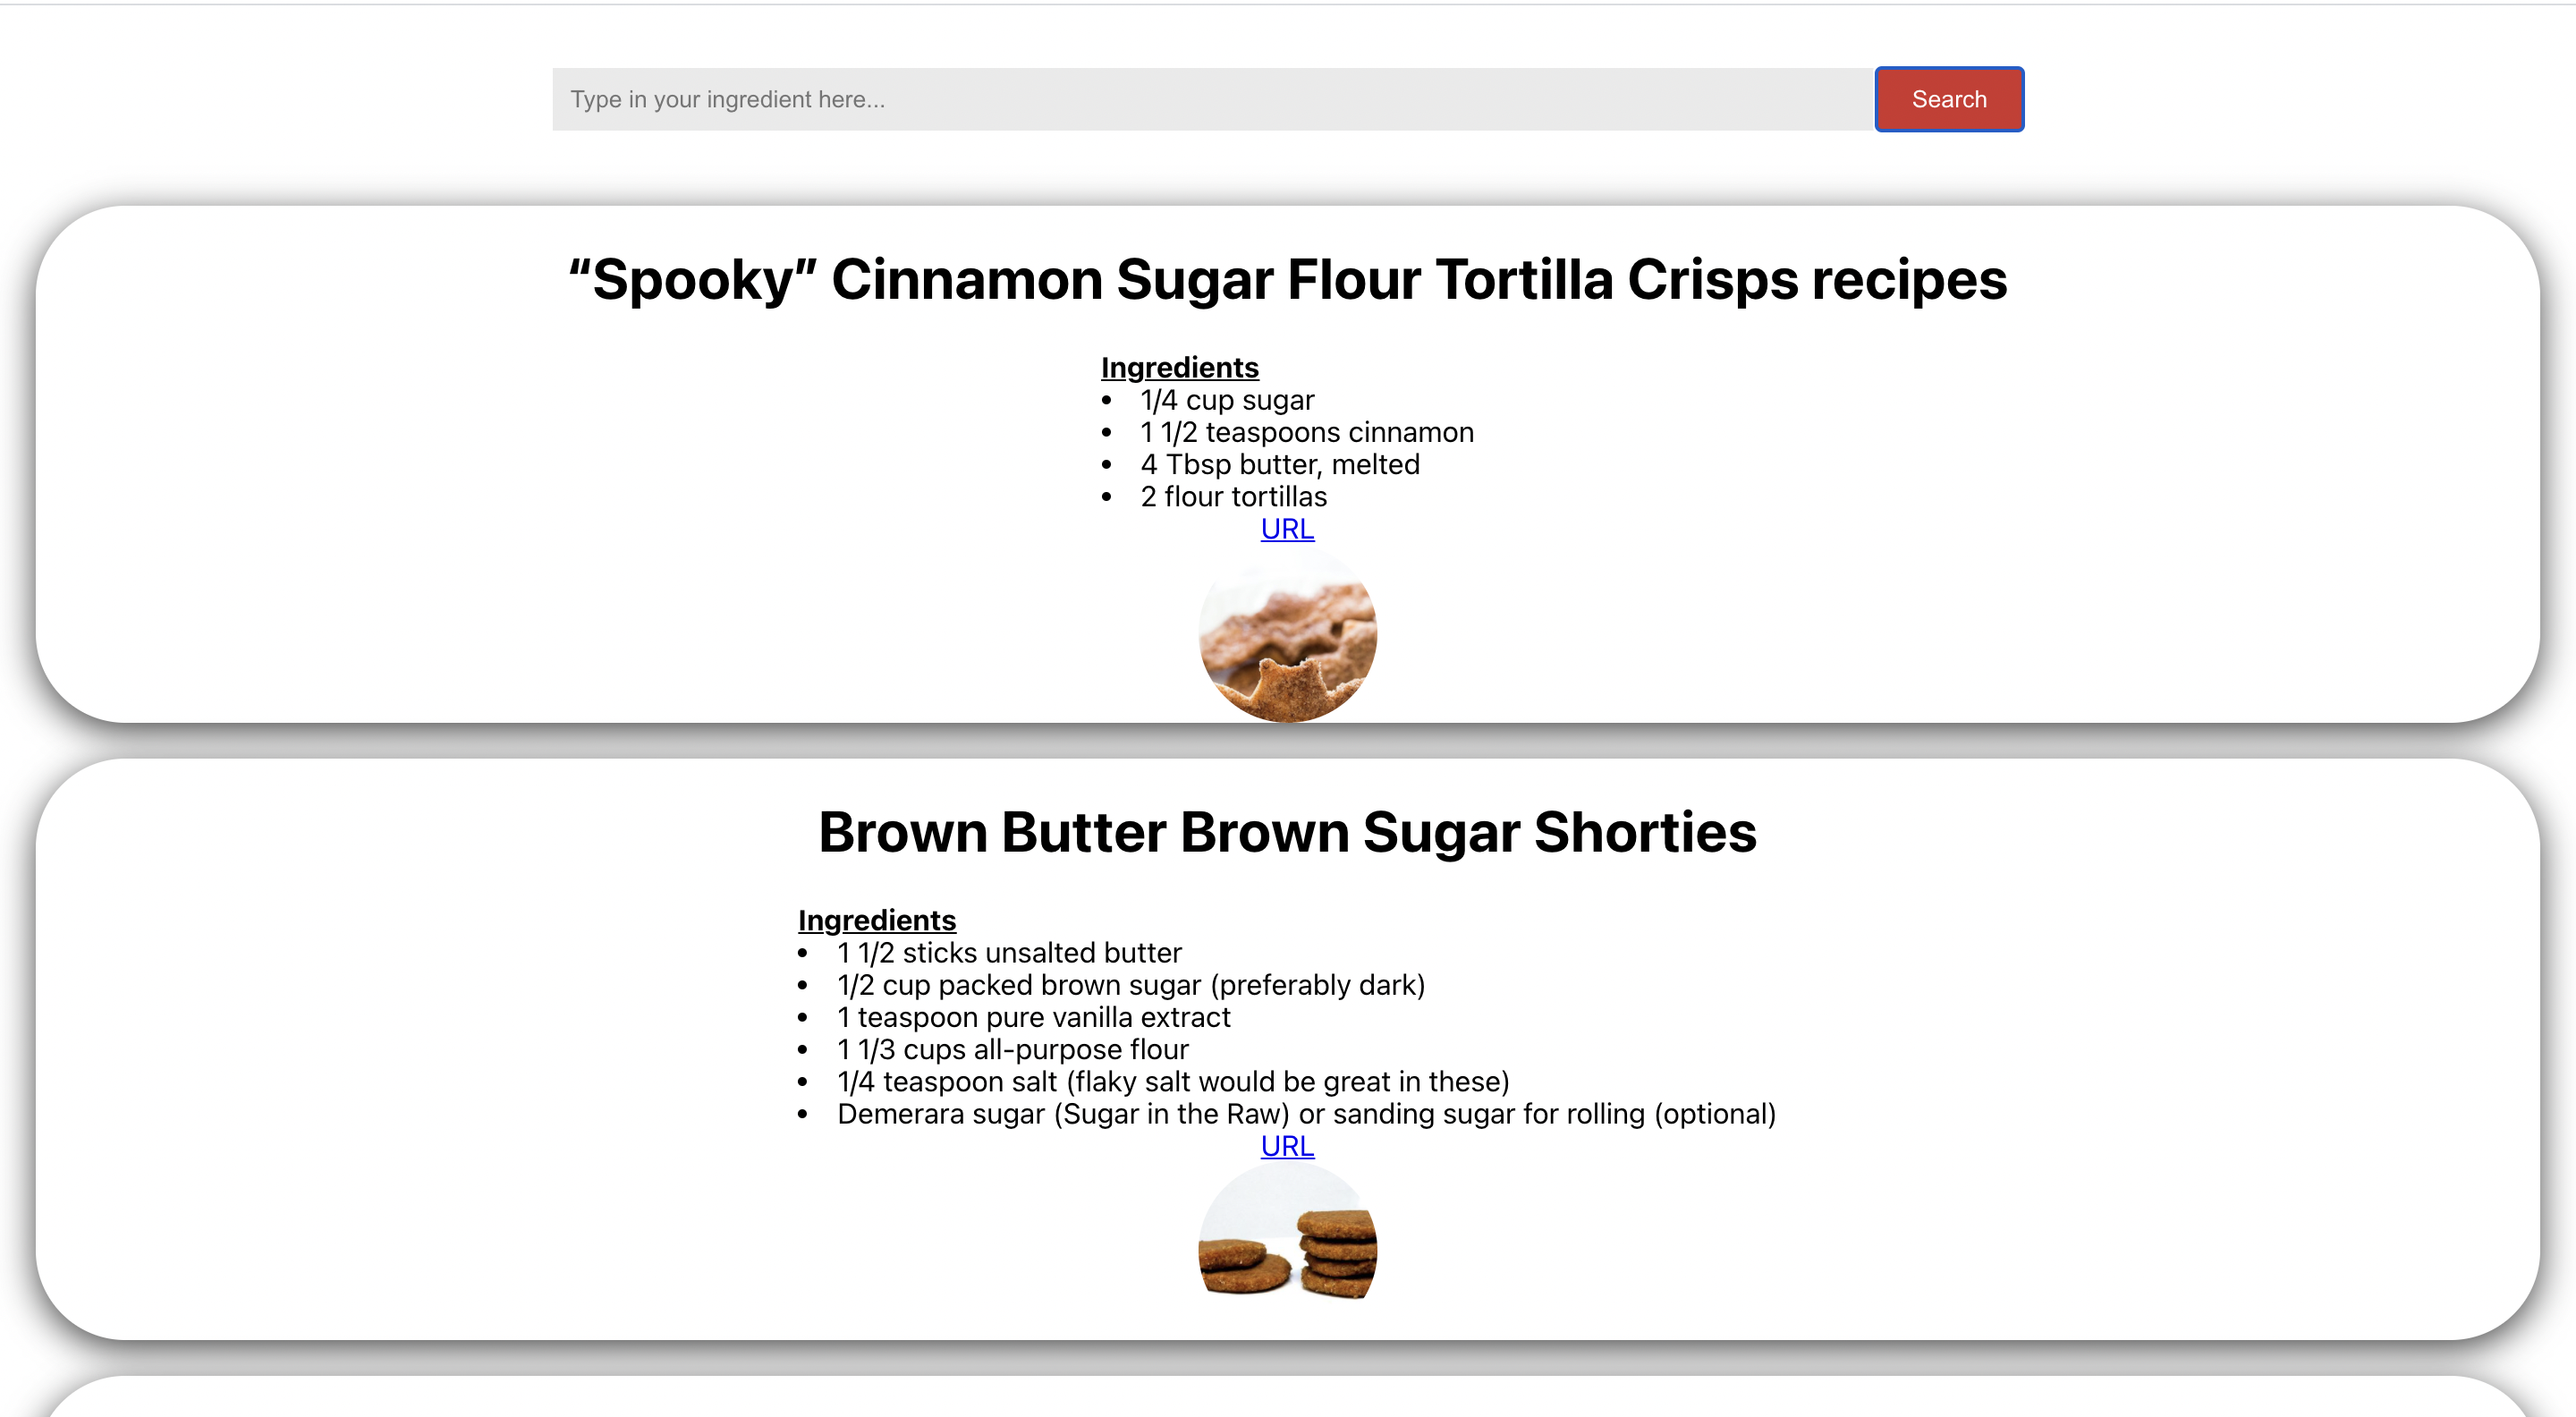 Type in your ingredient here...
Search
“Spooky” Cinnamon Sugar Flour Tortilla Crisps recipes
Ingredients
• 1/4 cup sugar
• 1 1/2 teaspoons cinnamon
• 4 Tbsp butter, melted
• 2 flour tortillas
URL
Brown Butter Brown Sugar Shorties
Ingredients
• 1 1/2 sticks unsalted butter
• 1/2 cup packed brown sugar (preferably dark)
• 1 teaspoon pure vanilla extract
• 1 1/3 cups all-purpose flour
• 1/4 teaspoon salt (flaky salt would be great in these)
• Demerara sugar (Sugar in the Raw) or sanding sugar for rolling (optional)
URL